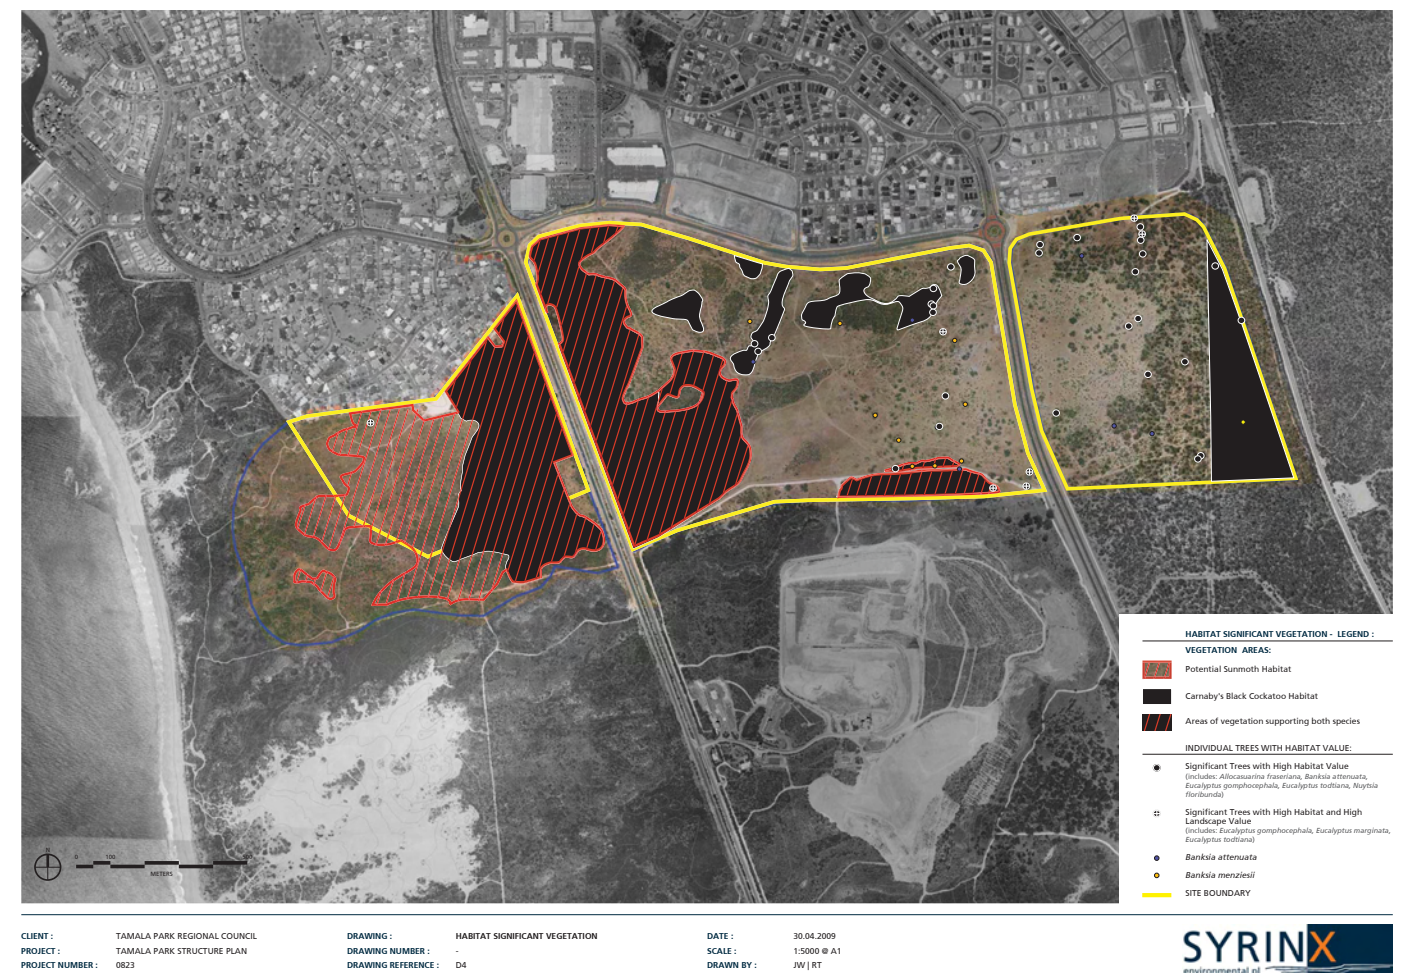 HABITAT SIGNIFICANT VEGETATION - LEGEND :
VEGETATION AREAS:
Potential Sunmoth Habitat
Carnaby's Black Cockatoo Habitat
Areas of vegetation supporting both species
INDIVIDUAL TREES WITH HABITAT VALUE:
Significant Trees with High Habitat Value
(includes: Allocasuarina fraseriana, Banksia attenuata,
Eucalyptus gomphocephala, Eucalyptus todtiana, Nuytsia
floribunda)
Significant Trees with High Habitat and High
Landscape Value
(includes: Eucalyptus gomphocephala, Eucalyptus marginata,
Eucalyptus todtiana)
Banksia attenuata
Banksia menziesii
SITE BOUNDARY
N
0 100
METERS
CLIENT : TAMALA PARK REGIONAL COUNCIL DRAWING : HABITAT SIGNIFICANT VEGETATION DATE : 30.04.2009
PROJECT : TAMALA PARK STRUCTURE PLAN DRAWING NUMBER : - SCALE : 1:5000 @ A1
PROJECT NUMBER : 0823 DRAWING REFERENCE : D4 DRAWN BY : JW | RT
SYRINX
environmental pl